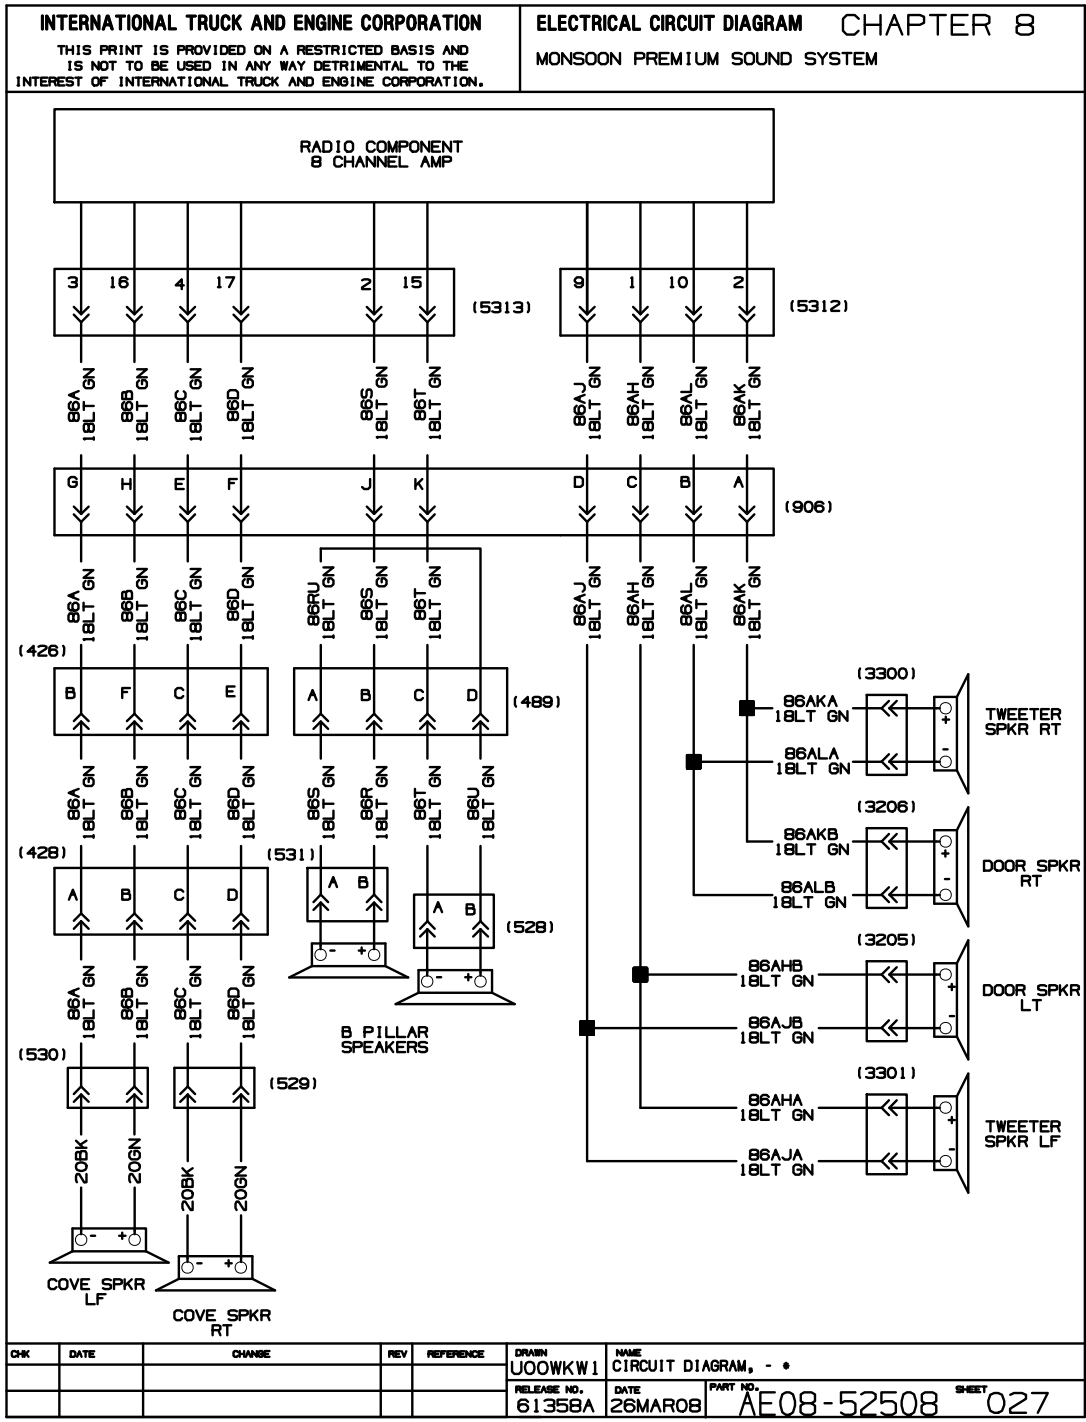 INTERNATIONAL TRUCK AND ENGINE CORPORATION
THIS PRINT IS PROVIDED ON A RESTRICTED BASIS AND
IS NOT TO BE USED IN ANY WAY DETRIMENTAL TO THE
INTEREST OF INTERNATIONAL TRUCK AND ENGINE CORPORATION.
ELECTRICAL CIRCUIT DIAGRAM CHAPTER 8
MONSOON PREMIUM SOUND SYSTEM
RADIO COMPONENT
8 CHANNEL AMP
3 16 4 17 2 15 (5313)
9 1 10 2 (5312)
86A 18LT GN
86B 18LT GN
86C 18LT GN
86D 18LT GN
86S 18LT GN
86T 18LT GN
86AJ 18LT GN
86AH 18LT GN
86AL 18LT GN
86AK 18LT GN
G H E F J K D C B A (906)
86A 18LT GN
86B 18LT GN
86C 18LT GN
86D 18LT GN
86RU 18LT GN
86S 18LT GN
86T 18LT GN
86AJ 18LT GN
86AH 18LT GN
86AL 18LT GN
86AK 18LT GN
(426)
B F C E
A B C D (489)
86A 18LT GN
86B 18LT GN
86C 18LT GN
86D 18LT GN
86S 18LT GN
86R 18LT GN
86T 18LT GN
86U 18LT GN
(428)
A B C D
(531)
A B
- +
A B (528)
- +
B PILLAR
SPEAKERS
86A 18LT GN
86B 18LT GN
86C 18LT GN
86D 18LT GN
(530)
(529)
20BK
20GN
20BK
20GN
- +
COVE SPKR
LF
- +
COVE SPKR
RT
(3300)
86AKA
18LT GN
+
86ALA
18LT GN
-
TWEETER
SPKR RT
(3206)
86AKB
18LT GN
+
86ALB
18LT GN
-
DOOR SPKR
RT
(3205)
86AHB
18LT GN
+
86AJB
18LT GN
-
DOOR SPKR
LT
(3301)
86AHA
18LT GN
+
86AJA
18LT GN
-
TWEETER
SPKR LF
CHK DATE CHANGE REV REFERENCE
DRAWN
U00WKW1
NAME
CIRCUIT DIAGRAM, - *
RELEASE NO.
61358A
DATE
26MAR08
PART NO.
AE08-52508
SHEET
027